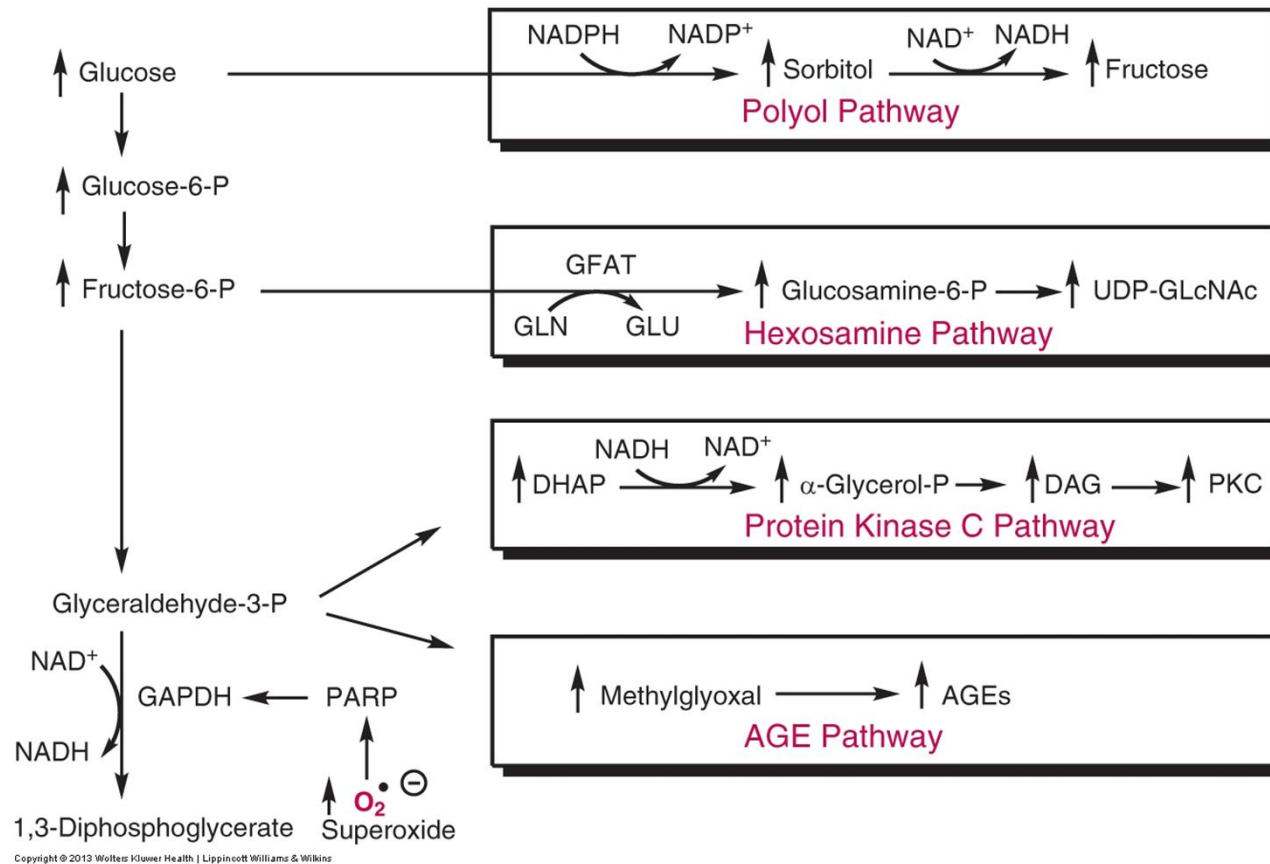 NADPH
NADP⁺
NAD⁺
NADH
Glucose
Sorbitol
Fructose
Polyol Pathway
Glucose-6-P
GFAT
Fructose-6-P
Glucosamine-6-P
UDP-GLcNAc
GLN
GLU
Hexosamine Pathway
NADH
NAD⁺
DHAP
α-Glycerol-P
DAG
PKC
Protein Kinase C Pathway
Glyceraldehyde-3-P
NAD⁺
GAPDH
PARP
Methylglyoxal
AGEs
AGE Pathway
NADH
O₂•⊖
1,3-Diphosphoglycerate
Superoxide
Copyright © 2013 Wolters Kluwer Health | Lippincott Williams & Wilkins